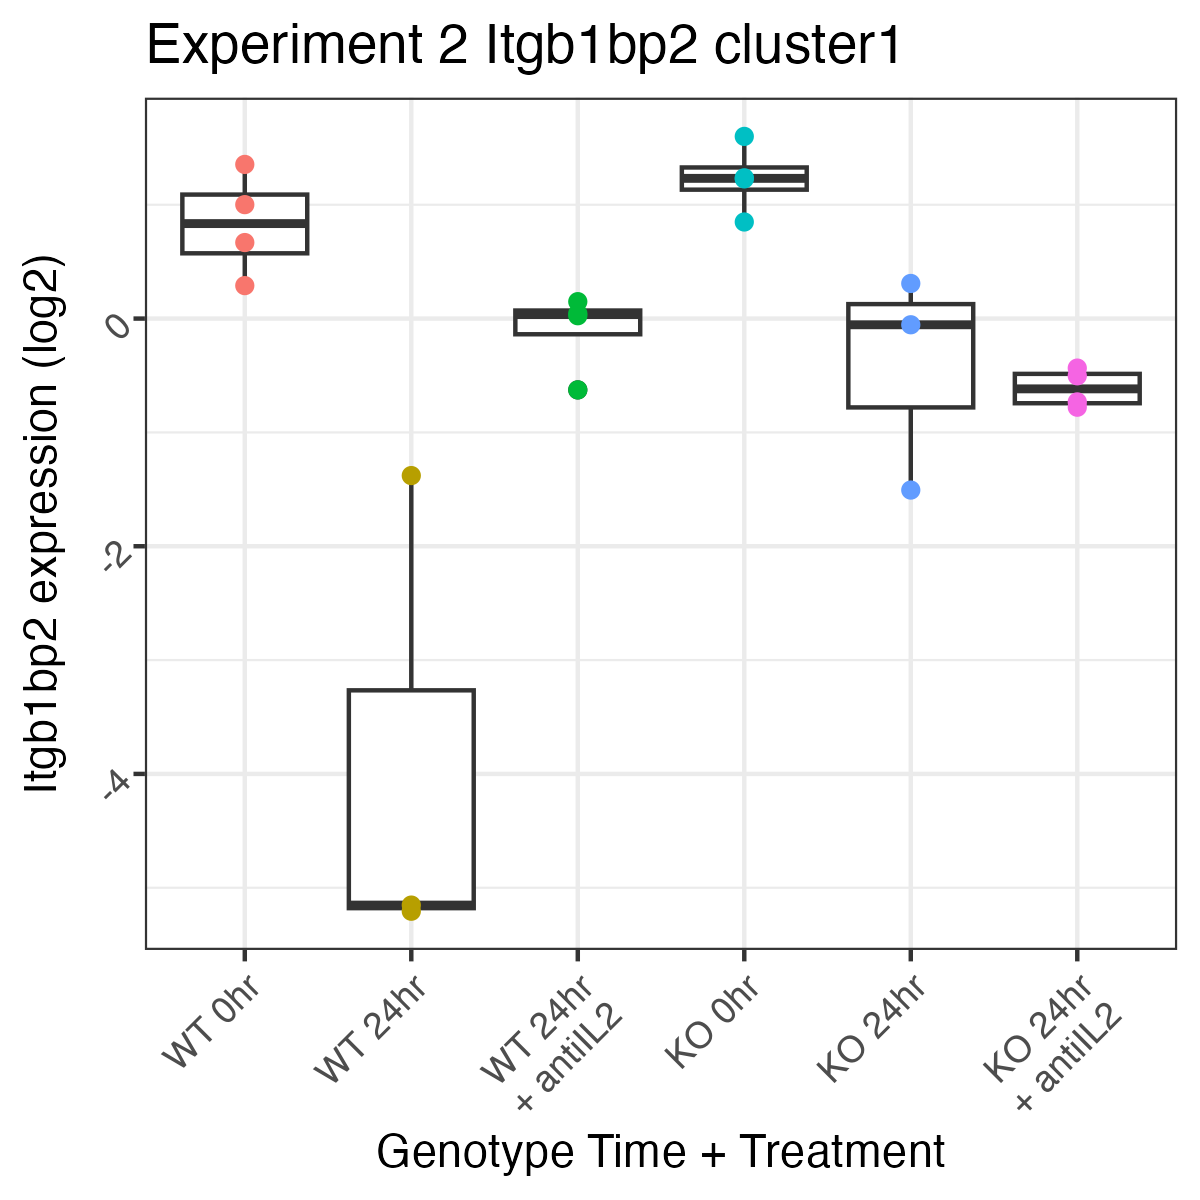 Experiment 2 Itgb1bp2 cluster1
Itgb1bp2 expression (log2)
0
-2
-4
WT 0hr
WT 24hr
WT 24hr
+ antiIL2
KO 0hr
KO 24hr
KO 24hr
+ antiIL2
Genotype Time + Treatment